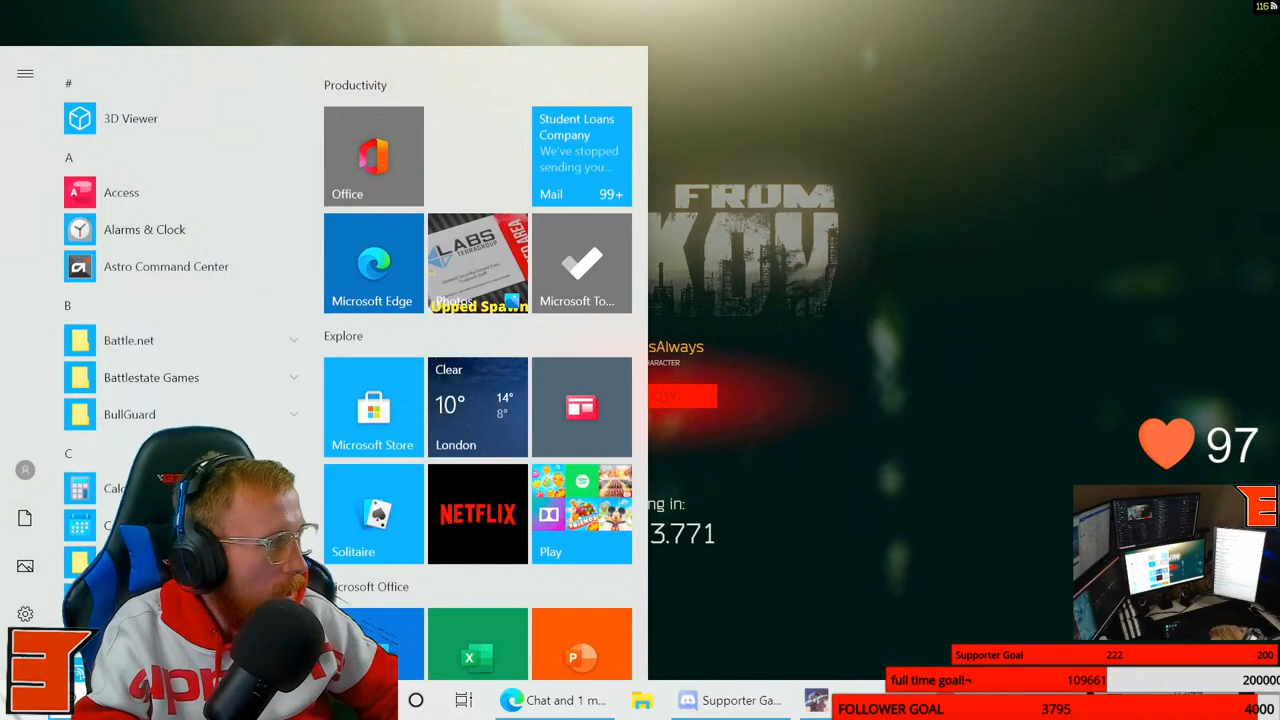 116
#
3D Viewer
A
Access
Alarms & Clock
Astro Command Center
B
Battle.net
Battlestate Games
BullGuard
C
Productivity
Office
Student Loans
Company
We've stopped
sending you...
Mail 99+
Microsoft Edge
LABS
TERRAGROUP
Photos
Microsoft To...
Explore
Microsoft Store
Clear
10° 14°
8°
London
Solitaire
NETFLIX
Play
FROM
sAlways
ng in:
3.771
97
E
Supporter Goal 222 200
full time goal!¬ 109661
FOLLOWER GOAL 3795 4000
Chat and 1 m...
Supporter Ga...